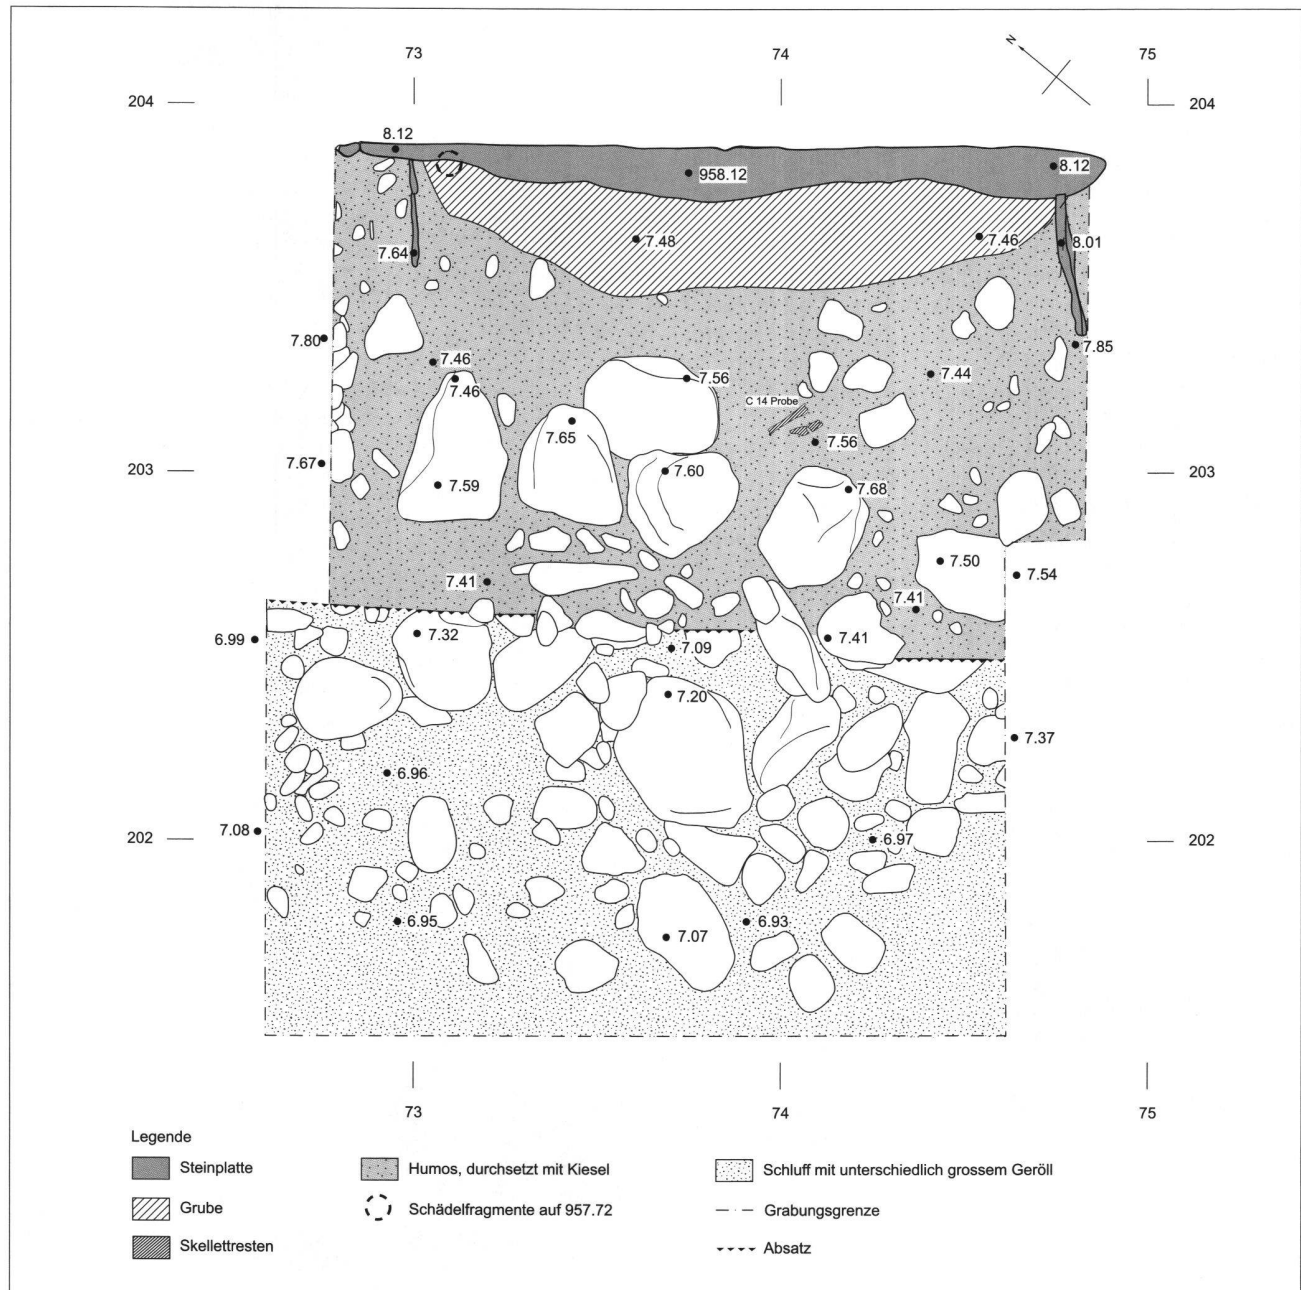 73 74 75
N
204 204
8.12
958.12 8.12
7.48 7.46 8.01
7.64
7.80 7.46 7.56 7.44 7.85
7.46
C 14 Probe
7.65 7.56
7.67 203 7.60 203
7.59 7.68
7.50 7.54
7.41 7.41
6.99 7.32 7.09 7.41
7.20
7.37
6.96
7.08 202 6.97 202
6.95 6.93
7.07
73 74 75
Legende
Steinplatte Humos, durchsetzt mit Kiesel Schluff mit unterschiedlich grossem Geröll
Grube Schädelfragmente auf 957.72 Grabungsgrenze
Skellettresten Absatz